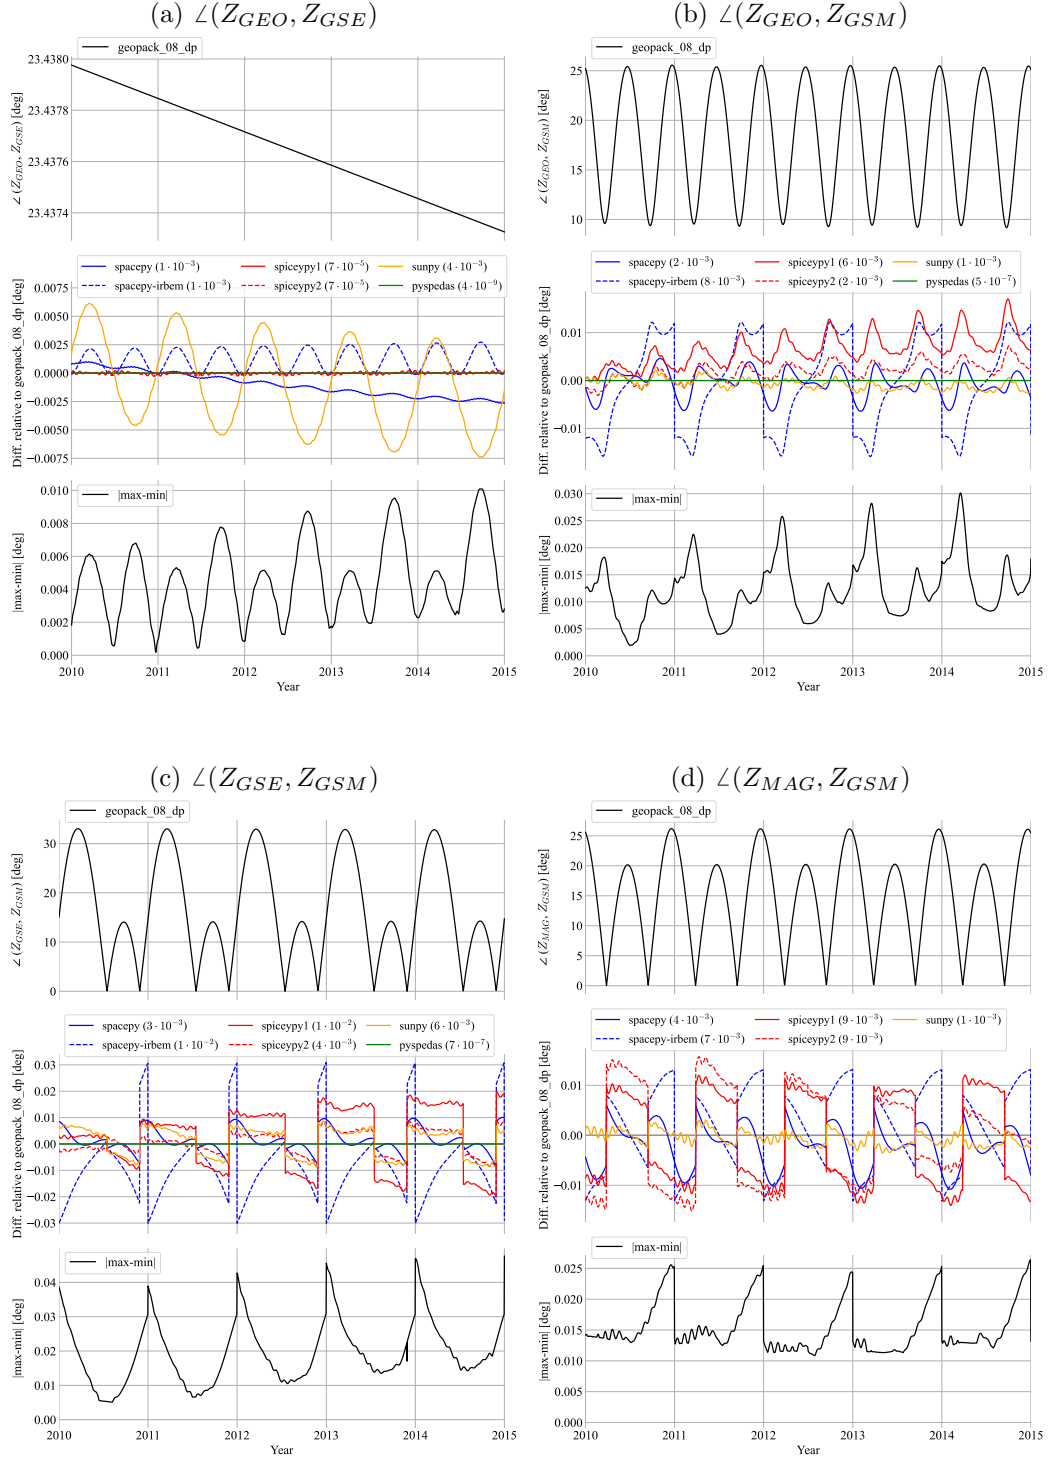 (a) ∠(Z_GEO, Z_GSE)
geopack_08_dp
∠(Z_GEO, Z_GSE) [deg]
23.4380
23.4378
23.4376
23.4374
spacepy (1 · 10⁻³)
spiceypy1 (7 · 10⁻⁵)
sunpy (4 · 10⁻³)
spacepy-irbem (1 · 10⁻³)
spiceypy2 (7 · 10⁻⁵)
pyspedas (4 · 10⁻⁹)
Diff. relative to geopack_08_dp [deg]
0.0075
0.0050
0.0025
0.0000
−0.0025
−0.0050
−0.0075
|max-min|
|max-min| [deg]
0.010
0.008
0.006
0.004
0.002
0.000
2010 2011 2012 2013 2014 2015
Year
(b) ∠(Z_GEO, Z_GSM)
geopack_08_dp
∠(Z_GEO, Z_GSM) [deg]
25
20
15
10
spacepy (2 · 10⁻³)
spiceypy1 (6 · 10⁻³)
sunpy (1 · 10⁻³)
spacepy-irbem (8 · 10⁻³)
spiceypy2 (2 · 10⁻³)
pyspedas (5 · 10⁻⁷)
Diff. relative to geopack_08_dp [deg]
0.01
0.00
−0.01
|max-min|
|max-min| [deg]
0.030
0.025
0.020
0.015
0.010
0.005
0.000
2010 2011 2012 2013 2014 2015
Year
(c) ∠(Z_GSE, Z_GSM)
geopack_08_dp
∠(Z_GSE, Z_GSM) [deg]
30
20
10
0
spacepy (3 · 10⁻³)
spiceypy1 (1 · 10⁻²)
sunpy (6 · 10⁻³)
spacepy-irbem (1 · 10⁻²)
spiceypy2 (4 · 10⁻³)
pyspedas (7 · 10⁻⁷)
Diff. relative to geopack_08_dp [deg]
0.03
0.02
0.01
0.00
−0.01
−0.02
−0.03
|max-min|
|max-min| [deg]
0.04
0.03
0.02
0.01
0.00
2010 2011 2012 2013 2014 2015
Year
(d) ∠(Z_MAG, Z_GSM)
geopack_08_dp
∠(Z_MAG, Z_GSM) [deg]
25
20
15
10
5
0
spacepy (4 · 10⁻³)
spiceypy1 (9 · 10⁻³)
sunpy (1 · 10⁻³)
spacepy-irbem (7 · 10⁻³)
spiceypy2 (9 · 10⁻³)
Diff. relative to geopack_08_dp [deg]
0.01
0.00
−0.01
|max-min|
|max-min| [deg]
0.025
0.020
0.015
0.010
0.005
0.000
2010 2011 2012 2013 2014 2015
Year